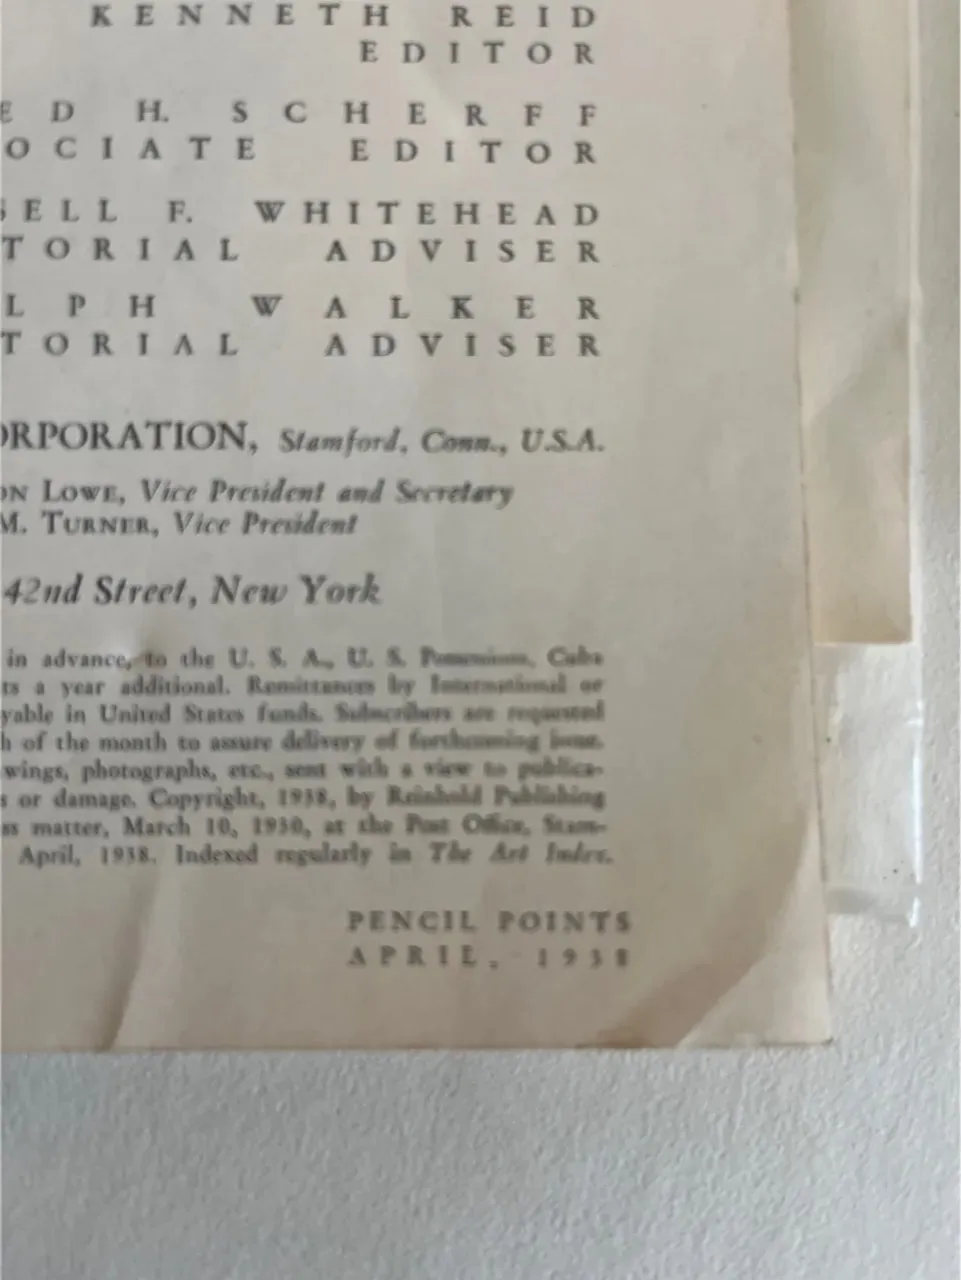 KENNETH REID
EDITOR
ED H. SCHERFF
OCIATE EDITOR
SELL F. WHITEHEAD
TORIAL ADVISER
LPH WALKER
TORIAL ADVISER
ORPORATION, Stamford, Conn., U.S.A.
ON LOWE, Vice President and Secretary
M. TURNER, Vice President
42nd Street, New York
in advance, to the U. S. A., U. S. Possessions, Cuba
ts a year additional. Remittances by International or
yable in United States funds. Subscribers are requested
h of the month to assure delivery of forthcoming issue.
wings, photographs, etc., sent with a view to publica-
s or damage. Copyright, 1938, by Reinhold Publishing
ss matter, March 10, 1930, at the Post Office, Stam-
April, 1938. Indexed regularly in The Art Index.
PENCIL POINTS
APRIL, 1938